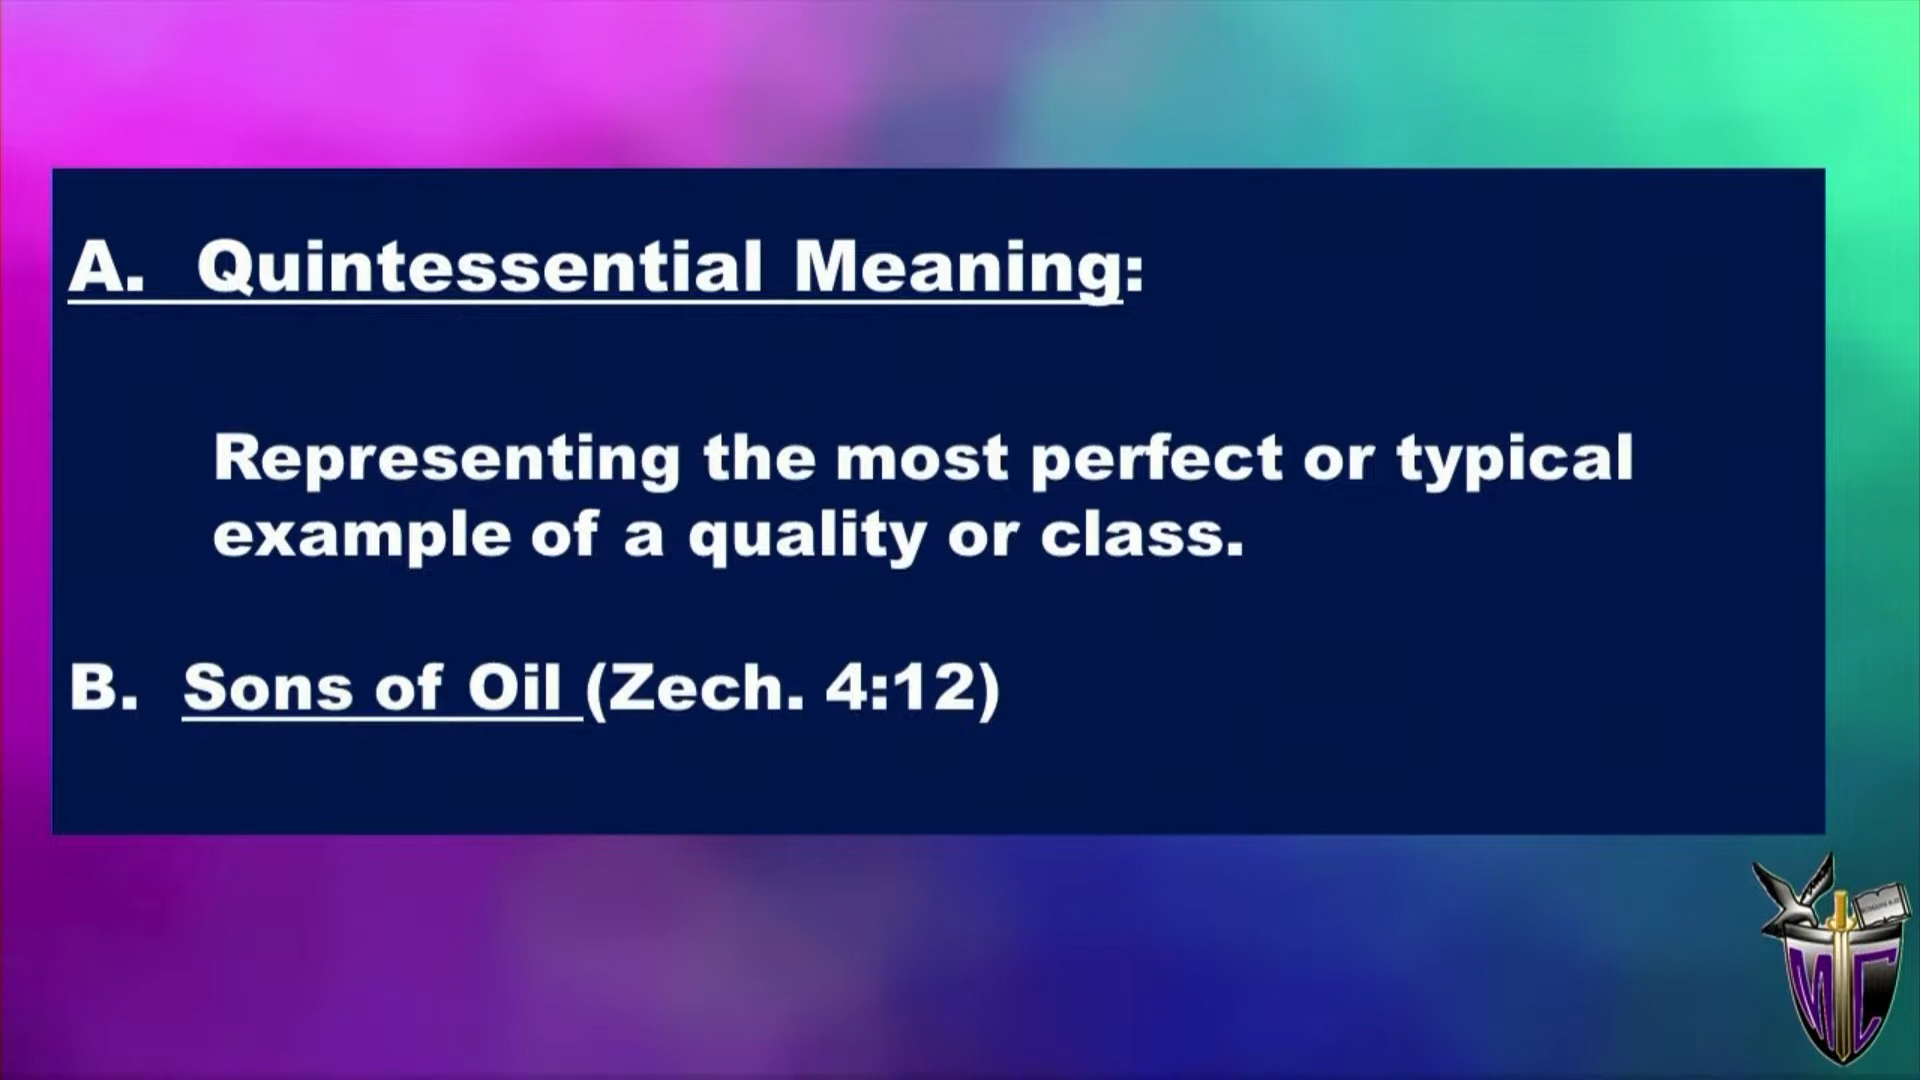 A. Quintessential Meaning:
Representing the most perfect or typical
example of a quality or class.
B. Sons of Oil (Zech. 4:12)
MC